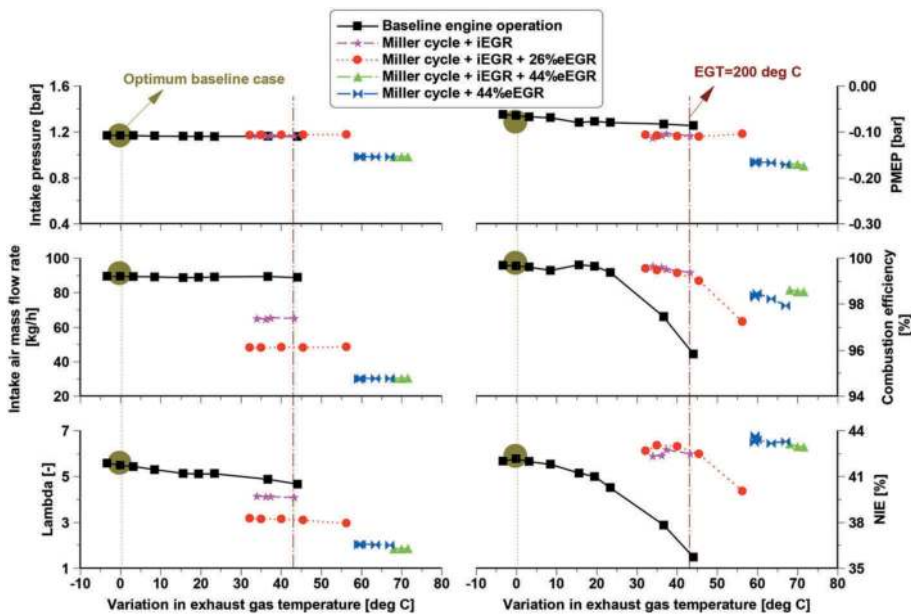 Baseline engine operation
Miller cycle + iEGR
Miller cycle + iEGR + 26%eEGR
Miller cycle + iEGR + 44%eEGR
Miller cycle + 44%eEGR
Optimum baseline case
EGT=200 deg C
Intake pressure [bar]
1.6
1.2
0.8
0.4
0.00
-0.10
-0.20
-0.30
PMEP [bar]
Intake air mass flow rate
[kg/h]
100
80
60
40
20
100
98
96
94
Combustion efficiency
[%]
Lambda [-]
7
5
3
1
45
42
38
35
NIE [%]
-10 0 10 20 30 40 50 60 70 80
-10 0 10 20 30 40 50 60 70 80
Variation in exhaust gas temperature [deg C]
Variation in exhaust gas temperature [deg C]